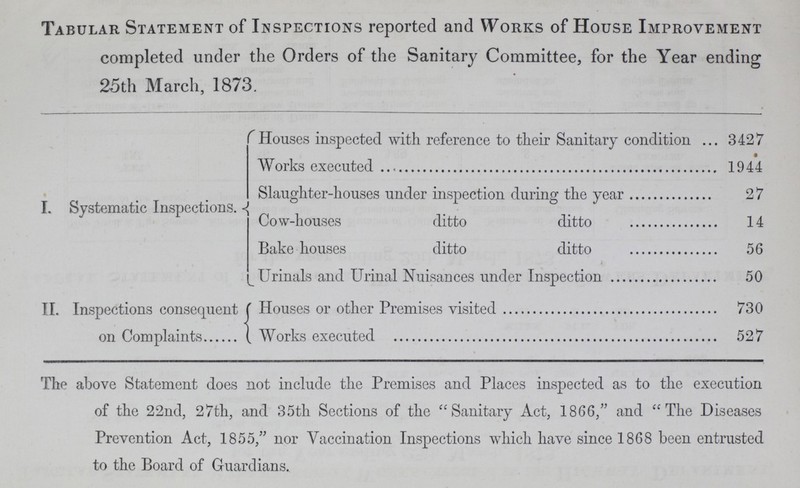 TABULAR STATEMENT of INSPECTIONS reported and WORKS of HOUSE IMPROVEMENT
completed under the Orders of the Sanitary Committee, for the Year ending
25th March, 1873.
I. Systematic Inspections.
Houses inspected with reference to their Sanitary condition ... 3427
Works executed ... 1944
Slaughter-houses under inspection during the year ... 27
Cow-houses ditto ditto ... 14
Bake houses ditto ditto ... 56
Urinals and Urinal Nuisances under Inspection ... 50
II. Inspections consequent
on Complaints......
Houses or other Premises visited ... 730
Works executed ... 527
The above Statement does not include the Premises and Places inspected as to the execution
of the 22nd, 27th, and 35th Sections of the "Sanitary Act, 1866," and "The Diseases
Prevention Act, 1855," nor Vaccination Inspections which have since 1868 been entrusted
to the Board of Guardians.